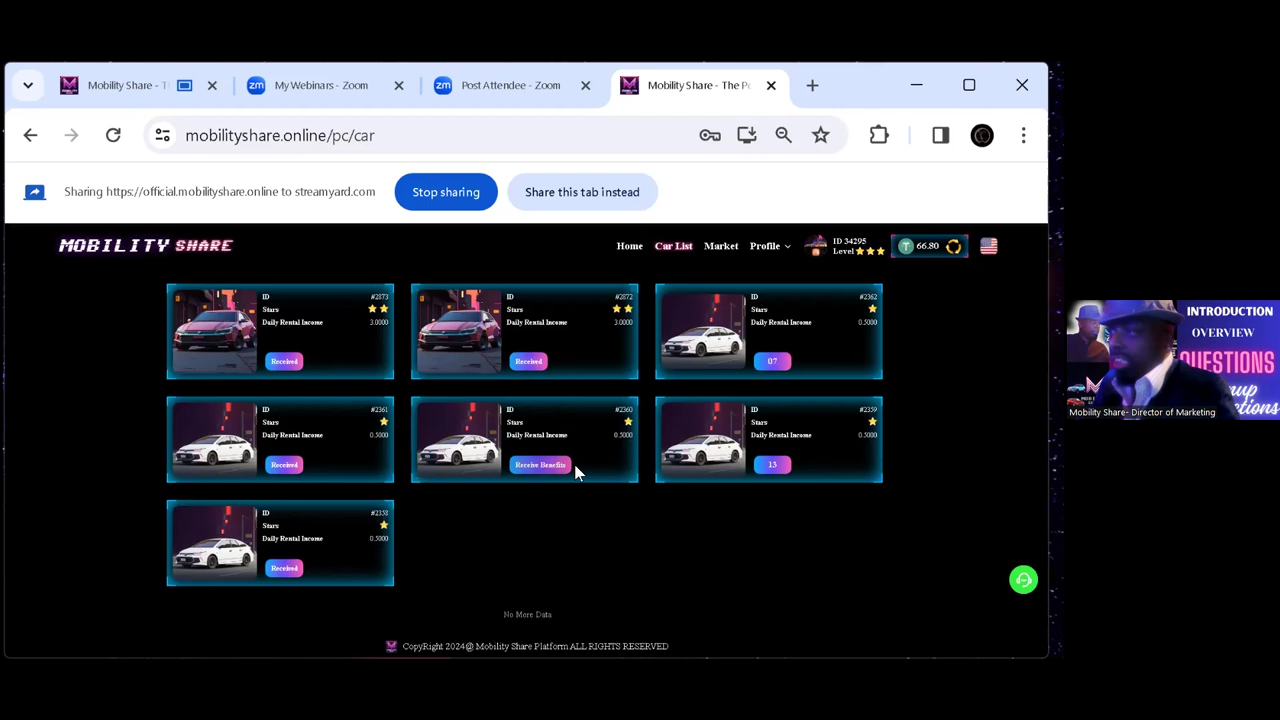 Mobility Share - T
My Webinars - Zoom
Post Attendee - Zoom
Mobility Share - The Po
mobilityshare.online/pc/car
Sharing https://official.mobilityshare.online to streamyard.com
Stop sharing
Share this tab instead
MOBILITY SHARE
Home
Car List
Market
Profile
ID 34295
Level
66.80
ID #2873
Stars
Daily Rental Income 3.0000
Received
ID #2872
Stars
Daily Rental Income 3.0000
Received
ID #2362
Stars
Daily Rental Income 0.5000
07
ID #2361
Stars
Daily Rental Income 0.5000
Received
ID #2360
Stars
Daily Rental Income 0.5000
Receive Benefits
ID #2359
Stars
Daily Rental Income 0.5000
13
ID #2358
Stars
Daily Rental Income 0.5000
Received
No More Data
CopyRight 2024@ Mobility Share Platform ALL RIGHTS RESERVED
INTRODUCTION
OVERVIEW
QUESTIONS
Mobility Share- Director of Marketing